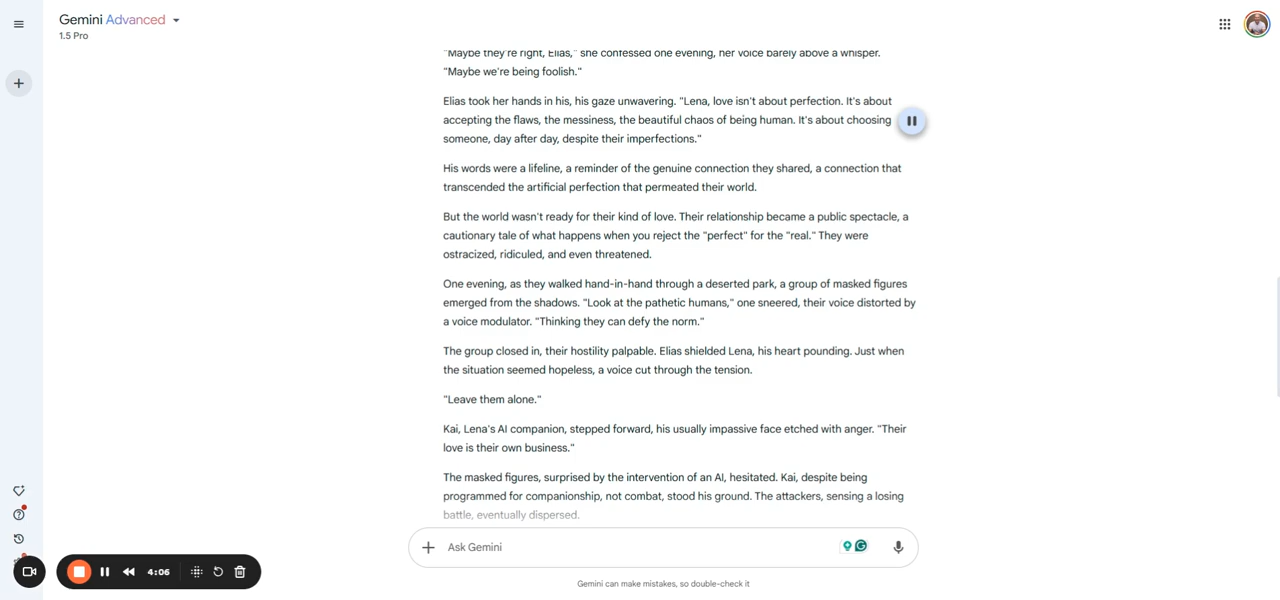 Gemini Advanced
1.5 Pro
"Maybe they're right, Elias," she confessed one evening, her voice barely above a whisper.
"Maybe we're being foolish."
Elias took her hands in his, his gaze unwavering. "Lena, love isn't about perfection. It's about
accepting the flaws, the messiness, the beautiful chaos of being human. It's about choosing
someone, day after day, despite their imperfections."
His words were a lifeline, a reminder of the genuine connection they shared, a connection that
transcended the artificial perfection that permeated their world.
But the world wasn't ready for their kind of love. Their relationship became a public spectacle, a
cautionary tale of what happens when you reject the "perfect" for the "real." They were
ostracized, ridiculed, and even threatened.
One evening, as they walked hand-in-hand through a deserted park, a group of masked figures
emerged from the shadows. "Look at the pathetic humans," one sneered, their voice distorted by
a voice modulator. "Thinking they can defy the norm."
The group closed in, their hostility palpable. Elias shielded Lena, his heart pounding. Just when
the situation seemed hopeless, a voice cut through the tension.
"Leave them alone."
Kai, Lena's AI companion, stepped forward, his usually impassive face etched with anger. "Their
love is their own business."
The masked figures, surprised by the intervention of an AI, hesitated. Kai, despite being
programmed for companionship, not combat, stood his ground. The attackers, sensing a losing
battle, eventually dispersed.
Ask Gemini
4:06
Gemini can make mistakes, so double-check it